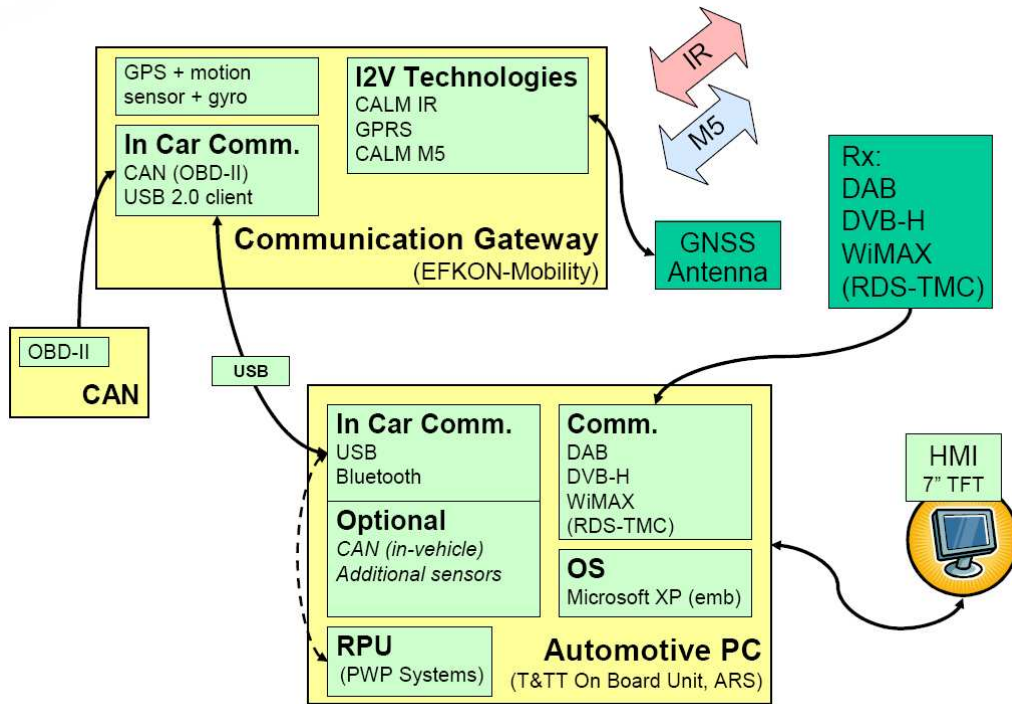 GPS + motion
sensor + gyro
In Car Comm.
CAN (OBD-II)
USB 2.0 client
I2V Technologies
CALM IR
GPRS
CALM M5
Communication Gateway
(EFKON-Mobility)
IR
M5
GNSS
Antenna
Rx:
DAB
DVB-H
WiMAX
(RDS-TMC)
OBD-II
CAN
USB
In Car Comm.
USB
Bluetooth
Optional
CAN (in-vehicle)
Additional sensors
RPU
(PWP Systems)
Comm.
DAB
DVB-H
WiMAX
(RDS-TMC)
OS
Microsoft XP (emb)
Automotive PC
(T&TT On Board Unit, ARS)
HMI
7” TFT